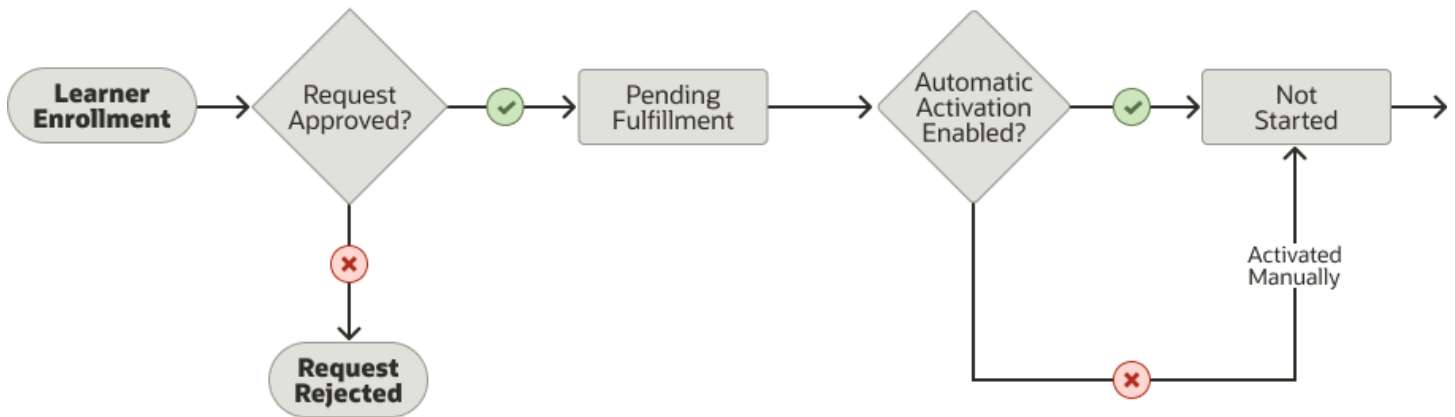 Learner
Enrollment
Request
Approved?
Pending
Fulfillment
Automatic
Activation
Enabled?
Not
Started
Activated
Manually
Request
Rejected